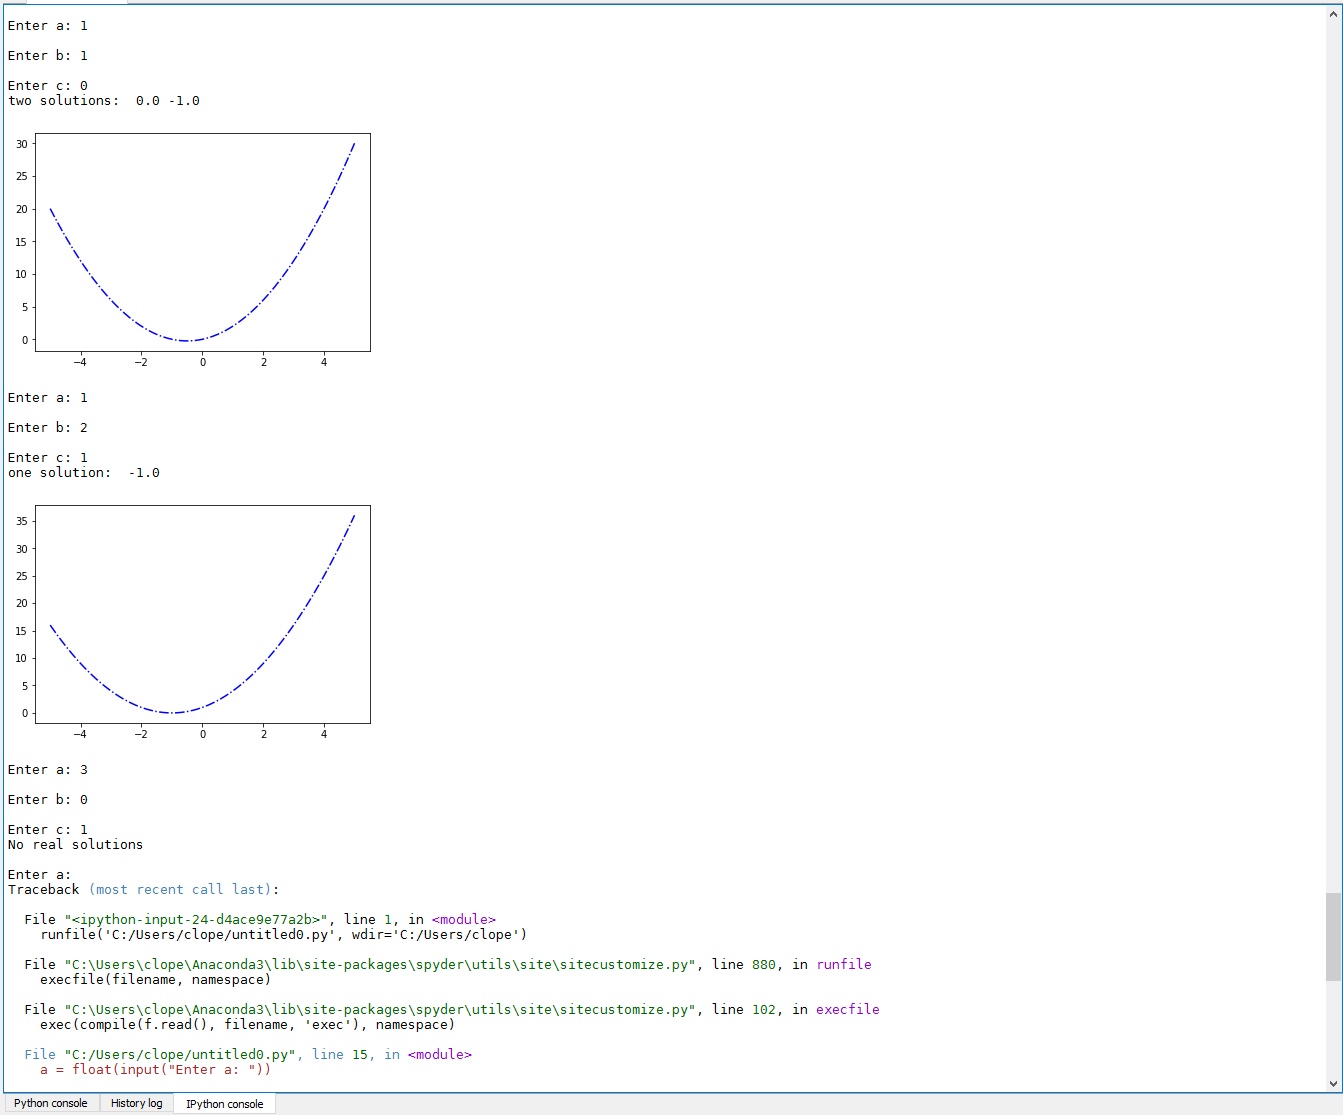 Enter a: 1
Enter b: 1
Enter c: 0
two solutions:  0.0 -1.0
30
25
20
15
10
5
0
−4 −2 0 2 4
Enter a: 1
Enter b: 2
Enter c: 1
one solution:  -1.0
35
30
25
20
15
10
5
0
−4 −2 0 2 4
Enter a: 3
Enter b: 0
Enter c: 1
No real solutions
Enter a:
Traceback (most recent call last):
File "<ipython-input-24-d4ace9e77a2b>", line 1, in <module>
runfile('C:/Users/clope/untitled0.py', wdir='C:/Users/clope')
File "C:\Users\clope\Anaconda3\lib\site-packages\spyder\utils\site\sitecustomize.py", line 880, in runfile
execfile(filename, namespace)
File "C:\Users\clope\Anaconda3\lib\site-packages\spyder\utils\site\sitecustomize.py", line 102, in execfile
exec(compile(f.read(), filename, 'exec'), namespace)
File "C:/Users/clope/untitled0.py", line 15, in <module>
a = float(input("Enter a: "))
Python console History log IPython console